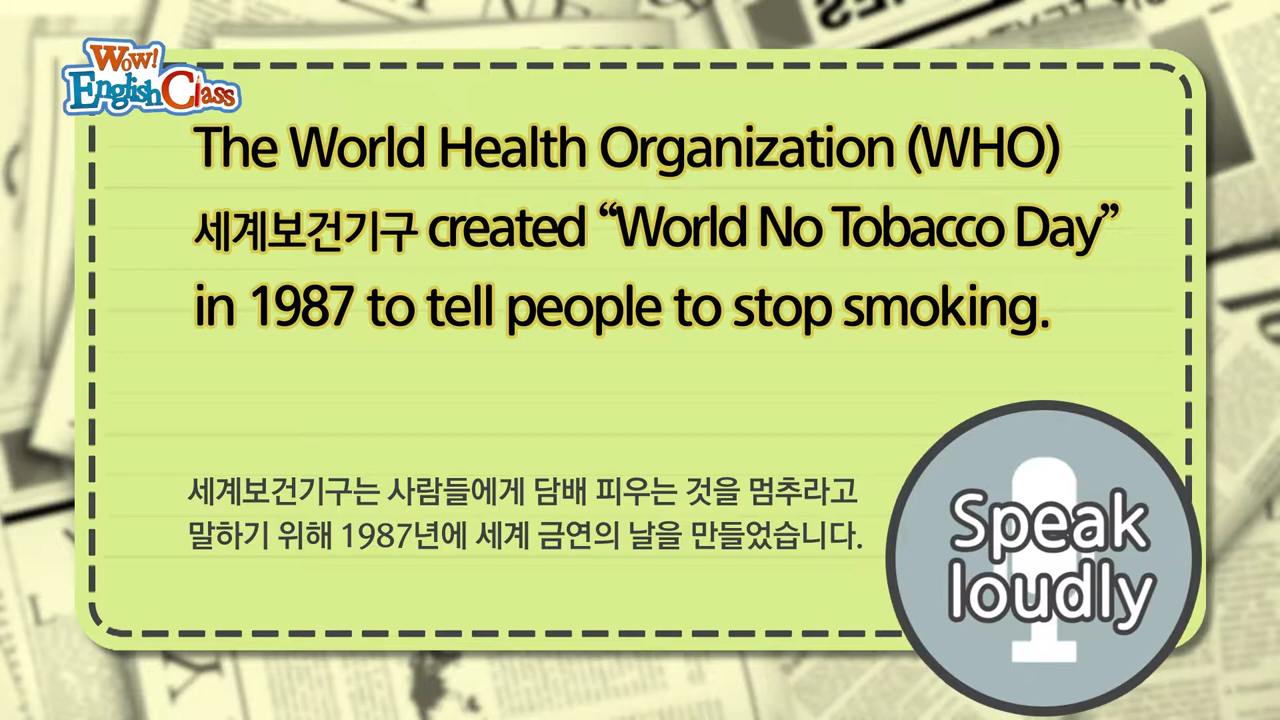 Wow!
English Class
The World Health Organization (WHO)
세계보건기구 created “World No Tobacco Day”
in 1987 to tell people to stop smoking.
세계보건기구는 사람들에게 담배 피우는 것을 멈추라고
말하기 위해 1987년에 세계 금연의 날을 만들었습니다.
Speak
loudly